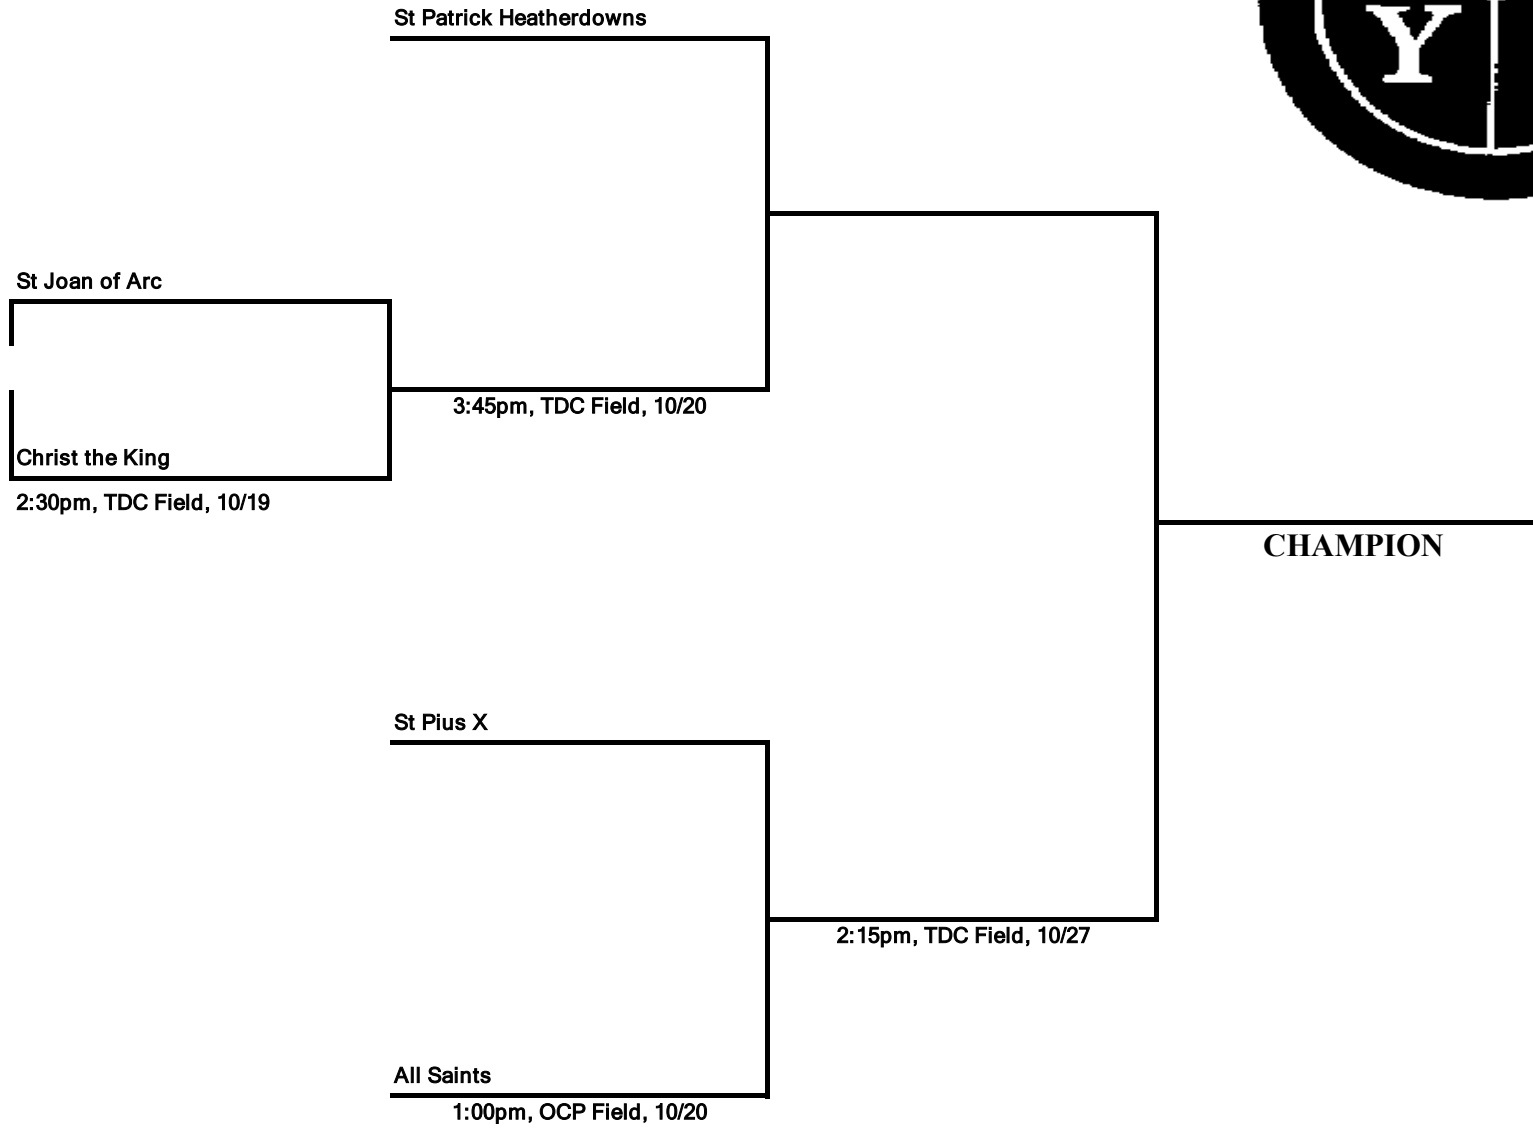 St Patrick Heatherdowns
Y
St Joan of Arc
3:45pm, TDC Field, 10/20
Christ the King
2:30pm, TDC Field, 10/19
CHAMPION
St Pius X
2:15pm, TDC Field, 10/27
All Saints
1:00pm, OCP Field, 10/20